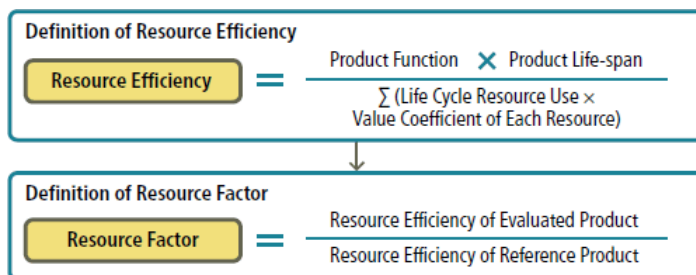 Definition of Resource Efficiency
Resource Efficiency = Product Function × Product Life-span
∑ (Life Cycle Resource Use ×
Value Coefficient of Each Resource)
Definition of Resource Factor
Resource Factor = Resource Efficiency of Evaluated Product
Resource Efficiency of Reference Product